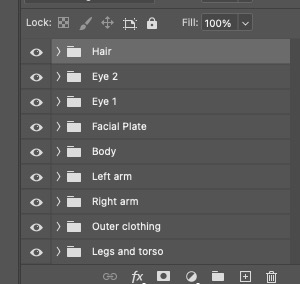 Lock:
Fill: 100%
Hair
Eye 2
Eye 1
Facial Plate
Body
Left arm
Right arm
Outer clothing
Legs and torso
fx